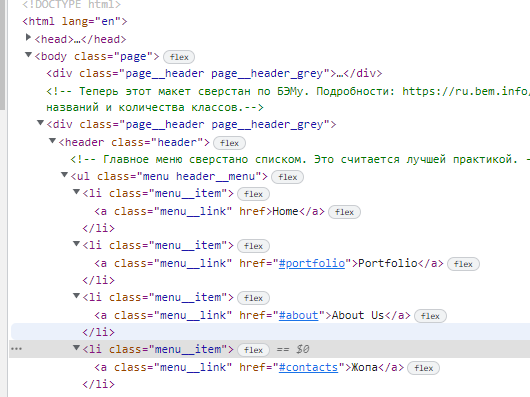 <!DOCTYPE html>
<html lang="en">
<head>…</head>
<body class="page"> flex
<div class="page__header page__header_grey">…</div>
<!-- Теперь этот макет сверстан по БЭМу. Подробности: https://ru.bem.info/
названий и количества классов.-->
<div class="page__header page__header_grey">
<header class="header"> flex
<!-- Главное меню сверстано списком. Это считается лучшей практикой. -
<ul class="menu header__menu"> flex
<li class="menu__item"> flex
<a class="menu__link" href>Home</a> flex
</li>
<li class="menu__item"> flex
<a class="menu__link" href="#portfolio">Portfolio</a> flex
</li>
<li class="menu__item"> flex
<a class="menu__link" href="#about">About Us</a> flex
</li>
<li class="menu__item"> flex == $0
<a class="menu__link" href="#contacts">Жопа</a> flex
</li>